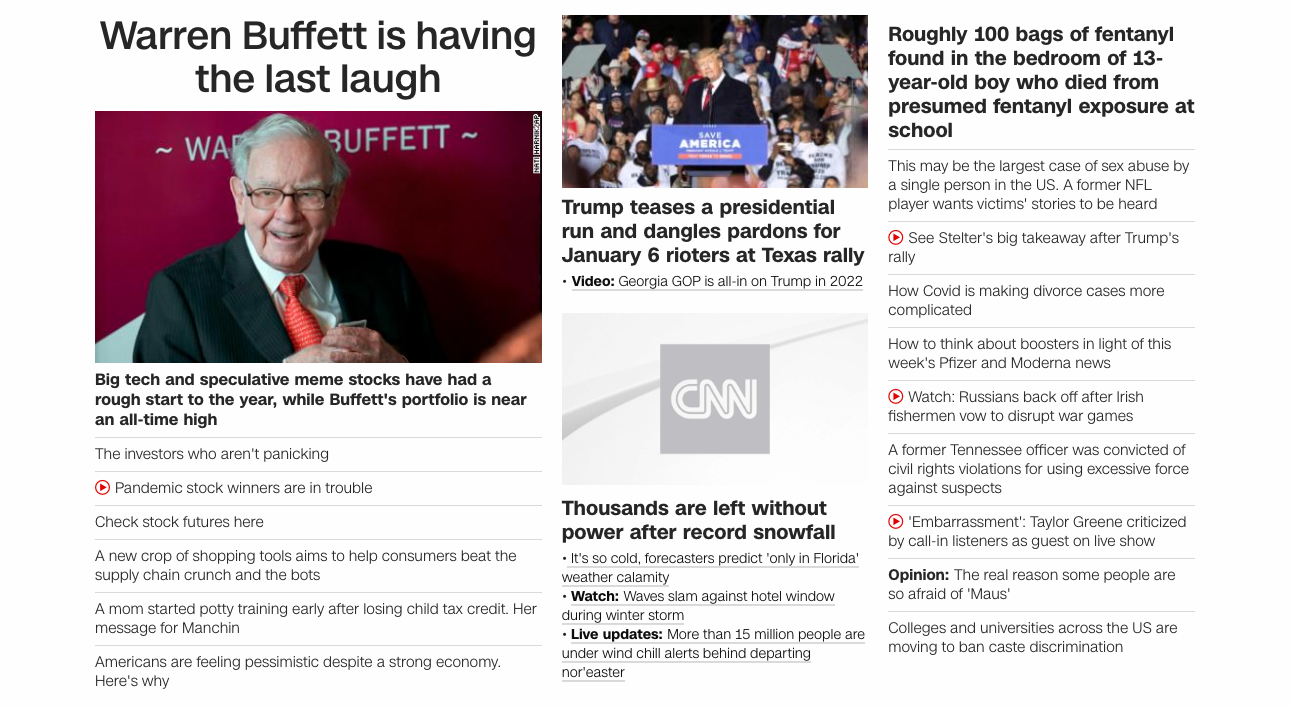 Warren Buffett is having
the last laugh
~ WA
BUFFETT ~
NATI HARNIK/AP
Big tech and speculative meme stocks have had a
rough start to the year, while Buffett's portfolio is near
an all-time high
The investors who aren't panicking
Pandemic stock winners are in trouble
Check stock futures here
A new crop of shopping tools aims to help consumers beat the
supply chain crunch and the bots
A mom started potty training early after losing child tax credit. Her
message for Manchin
Americans are feeling pessimistic despite a strong economy.
Here's why
SAVE
AMERICA
Trump teases a presidential
run and dangles pardons for
January 6 rioters at Texas rally
• Video: Georgia GOP is all-in on Trump in 2022
CNN
Thousands are left without
power after record snowfall
• It's so cold, forecasters predict 'only in Florida'
weather calamity
• Watch: Waves slam against hotel window
during winter storm
• Live updates: More than 15 million people are
under wind chill alerts behind departing
nor'easter
Roughly 100 bags of fentanyl
found in the bedroom of 13-
year-old boy who died from
presumed fentanyl exposure at
school
This may be the largest case of sex abuse by
a single person in the US. A former NFL
player wants victims' stories to be heard
See Stelter's big takeaway after Trump's
rally
How Covid is making divorce cases more
complicated
How to think about boosters in light of this
week's Pfizer and Moderna news
Watch: Russians back off after Irish
fishermen vow to disrupt war games
A former Tennessee officer was convicted of
civil rights violations for using excessive force
against suspects
'Embarrassment': Taylor Greene criticized
by call-in listeners as guest on live show
Opinion: The real reason some people are
so afraid of 'Maus'
Colleges and universities across the US are
moving to ban caste discrimination